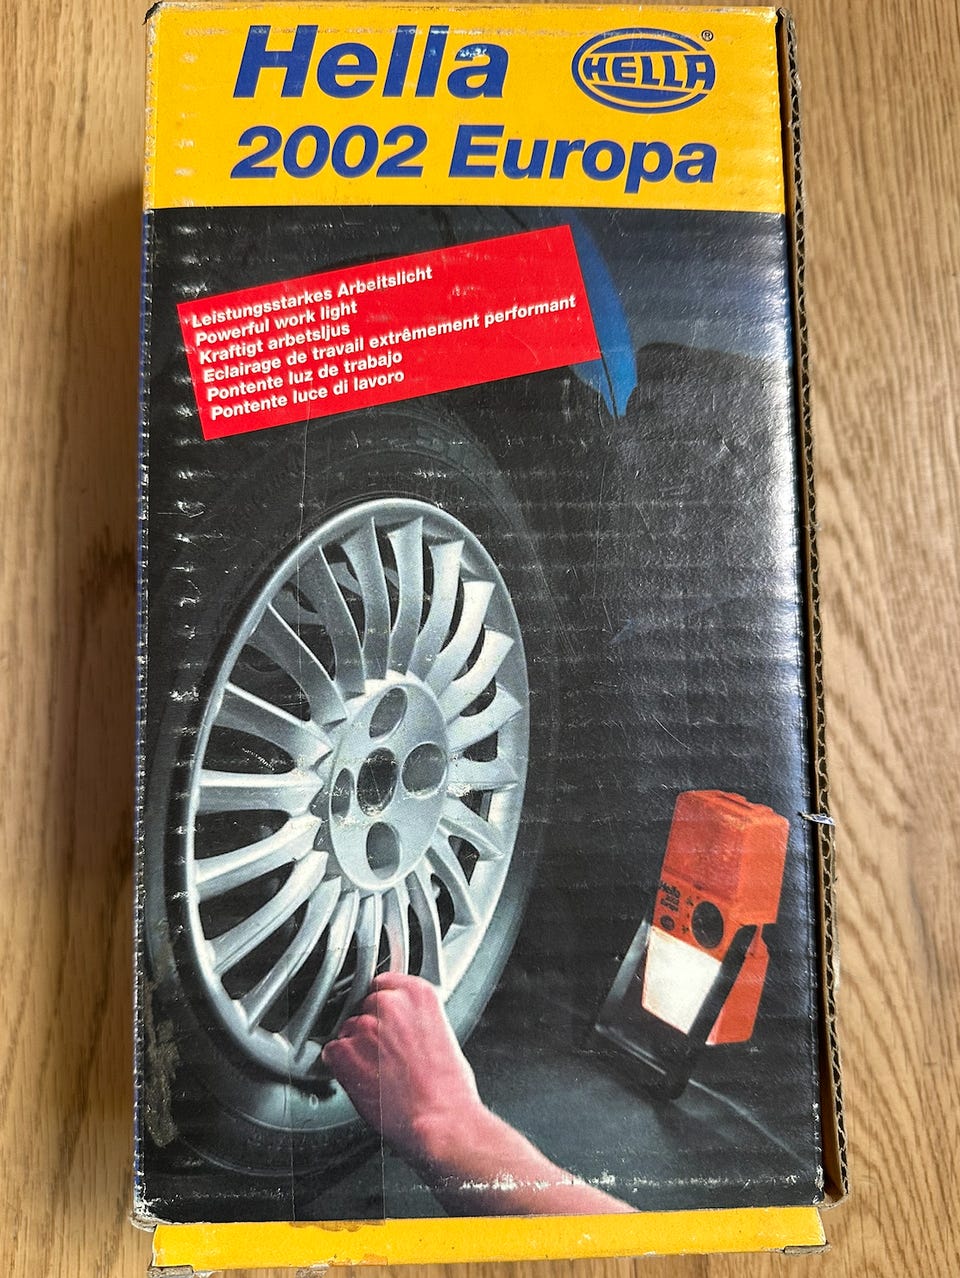 Hella
HELLA®
2002 Europa
Leistungsstarkes Arbeitslicht
Powerful work light
Kraftigt arbetsljus
Eclairage de travail extrêmement performant
Pontente luz de trabajo
Pontente luce di lavoro
Hella